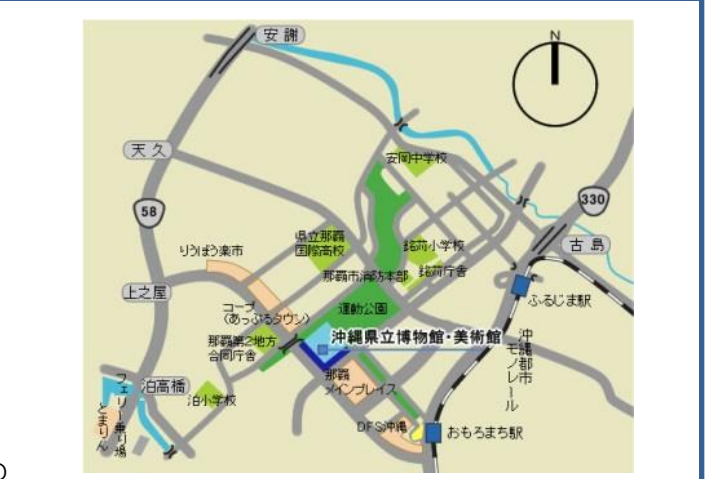 安謝
N
安岡中学校
天久
330
58
県立那覇
国際高校
銘苅小学校
古島
りうぼう楽市
那覇市消防本部
銘苅庁舎
上之屋
コープ
(あっぷるタウン)
運動公園
ふるじま駅
沖縄県立博物館・美術館
那覇第2地方
合同庁舎
沖縄都市
モノレール
那覇
メインプレイス
フェリー乗り場
とまりん
泊高橋
泊小学校
DFS沖縄
おもろまち駅